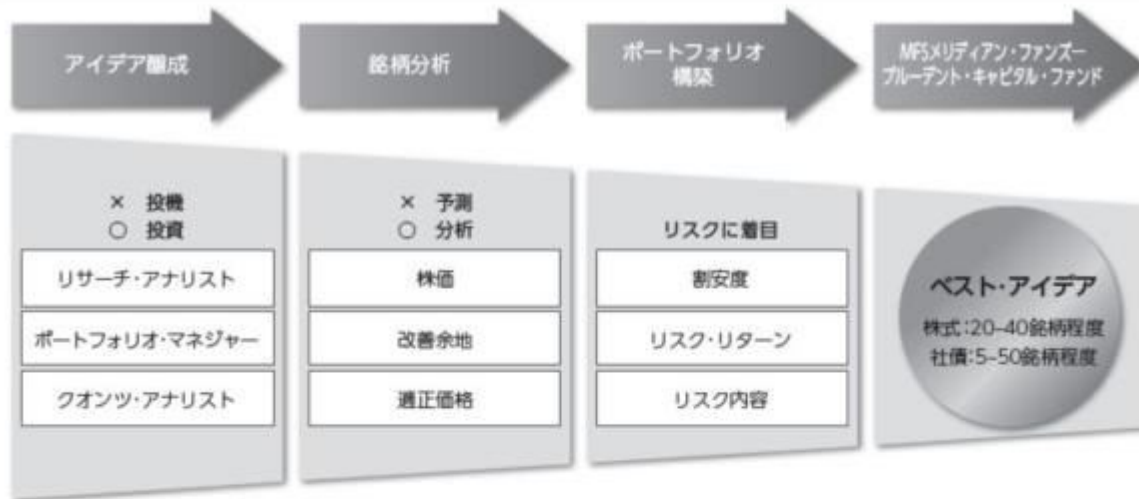 アイデア醸成
銘柄分析
ポートフォリオ
構築
MFSメリディアン・ファンズー
プルーデント・キャピタル・ファンド
× 投機
○ 投資
リサーチ・アナリスト
ポートフォリオ・マネジャー
クオンツ・アナリスト
× 予測
○ 分析
株価
改善余地
適正価格
リスクに着目
割安度
リスク・リターン
リスク内容
ベスト・アイデア
株式:20-40銘柄程度
社債:5-50銘柄程度